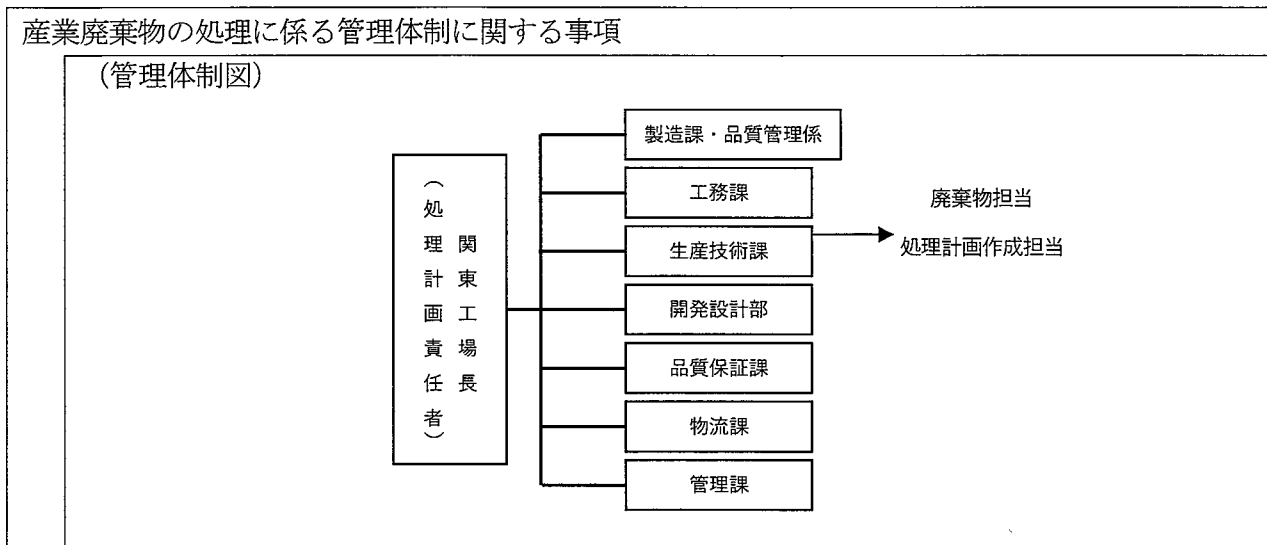 産業廃棄物の処理に係る管理体制に関する事項
（管理体制図）
関東工場長
（処理計画責任者）
製造課・品質管理係
工務課
生産技術課
開発設計部
品質保証課
物流課
管理課
廃棄物担当
処理計画作成担当